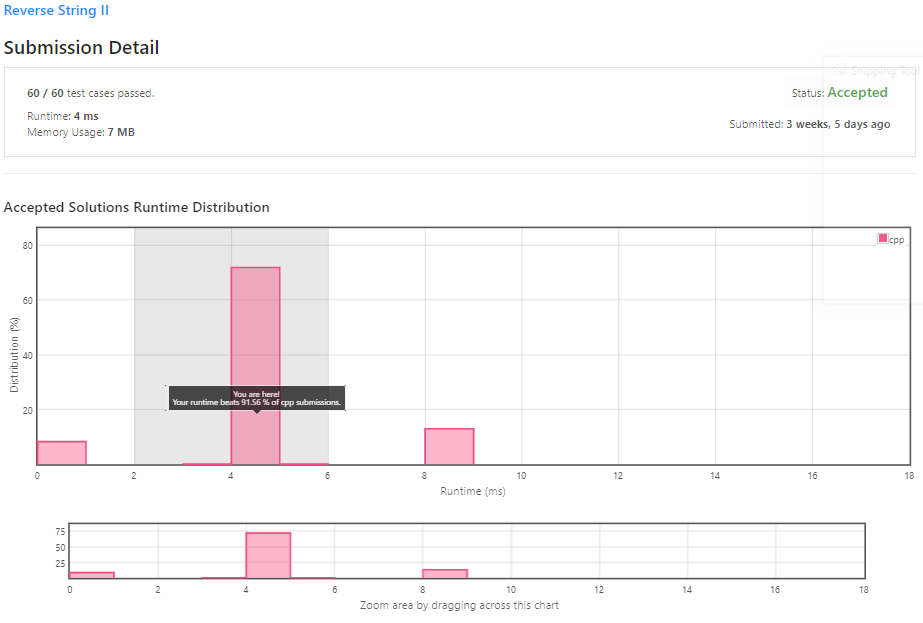 Reverse String II
Submission Detail
60 / 60 test cases passed.
Status: Accepted
Runtime: 4 ms
Memory Usage: 7 MB
Submitted: 3 weeks, 5 days ago
Snipping Tool
Accepted Solutions Runtime Distribution
cpp
80
60
40
20
Distribution (%)
You are here!
Your runtime beats 91.56 % of cpp submissions.
0 2 4 6 8 10 12 14 16 18
Runtime (ms)
75
50
25
0 2 4 6 8 10 12 14 16 18
Zoom area by dragging across this chart